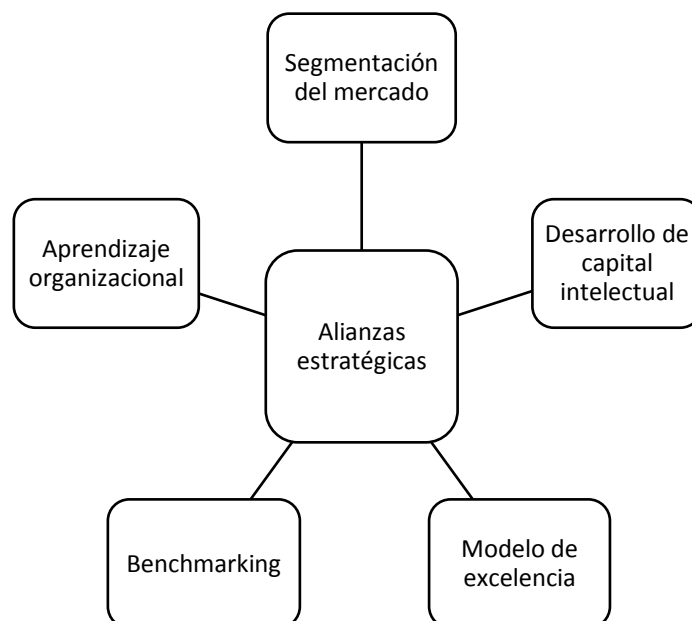 Segmentación
del mercado
Aprendizaje
organizacional
Desarrollo de
capital
intelectual
Alianzas
estratégicas
Benchmarking
Modelo de
excelencia